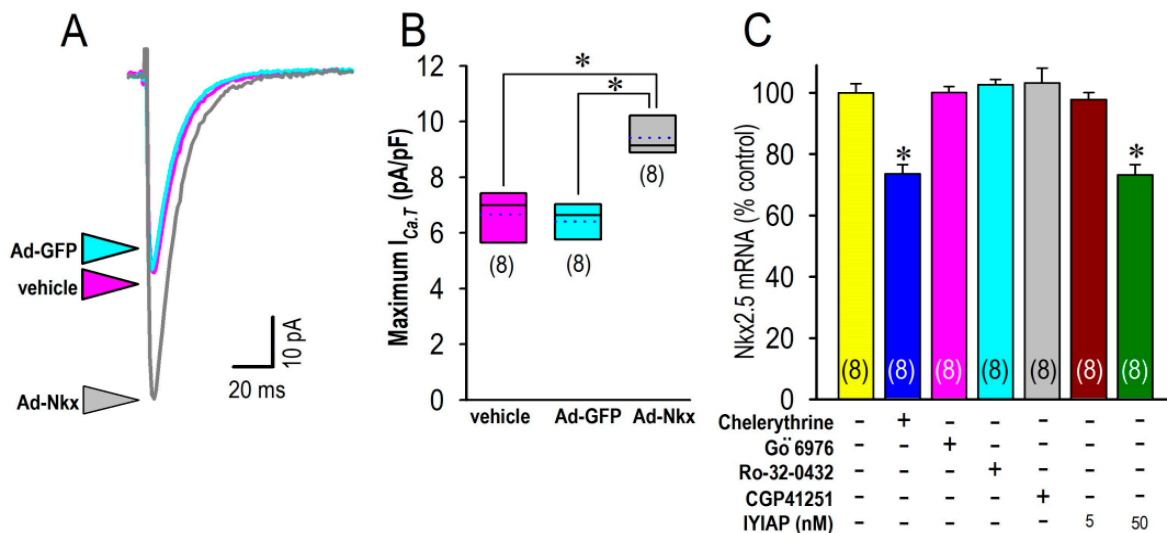 A
Ad-GFP
vehicle
Ad-Nkx
10 pA
20 ms
B
Maximum I_Ca.T (pA/pF)
12
10
8
6
4
2
0
*
*
(8)
(8)
(8)
vehicle Ad-GFP Ad-Nkx
C
Nkx2.5 mRNA (% control)
100
80
60
40
20
0
* *
(8) (8) (8) (8) (8) (8) (8)
Chelerythrine - + - - - - -
Gö 6976 - - + - - - -
Ro-32-0432 - - - + - - -
CGP41251 - - - - + - -
IYIAP (nM) - - - - - 5 50